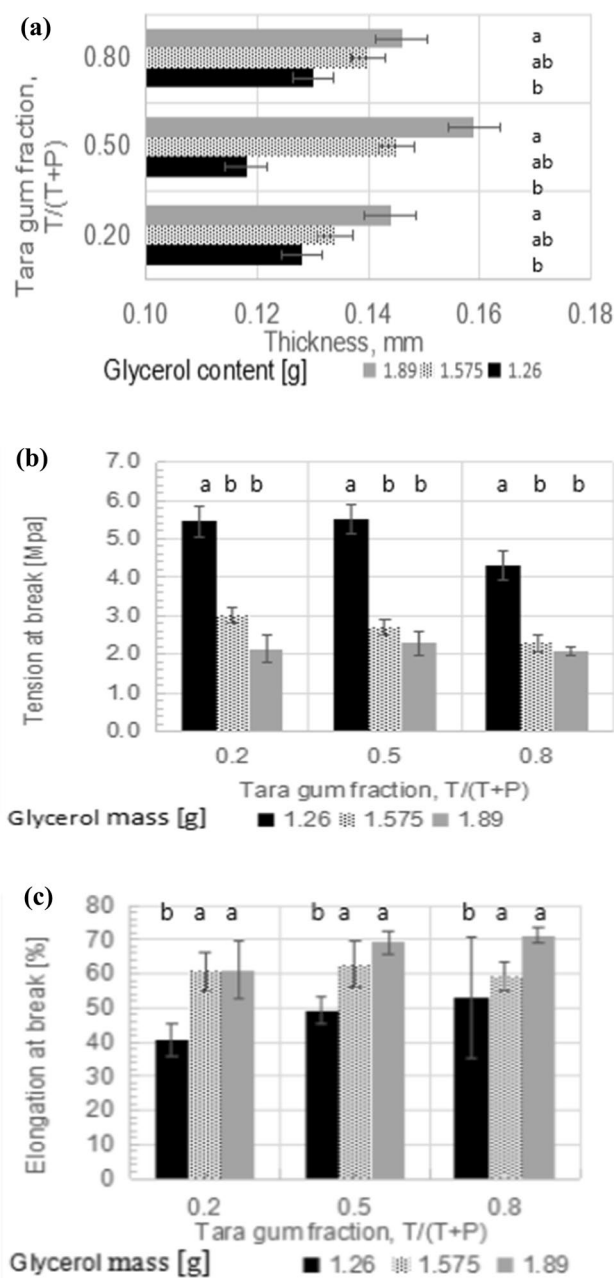 (a)
Tara gum fraction,
T/(T+P)
0.80
a
ab
b
0.50
a
ab
b
0.20
a
ab
b
0.10 0.12 0.14 0.16 0.18
Thickness, mm
Glycerol content [g] 1.89 1.575 1.26
(b)
Tension at break [Mpa]
7.0
6.0
5.0
4.0
3.0
2.0
1.0
0.0
a b b a b b a b b
0.2 0.5 0.8
Tara gum fraction, T/(T+P)
Glycerol mass [g] 1.26 1.575 1.89
(c)
Elongation at break [%]
80
70
60
50
40
30
20
10
0
b a a b a a b a a
0.2 0.5 0.8
Tara gum fraction, T/(T+P)
Glycerol mass [g] 1.26 1.575 1.89